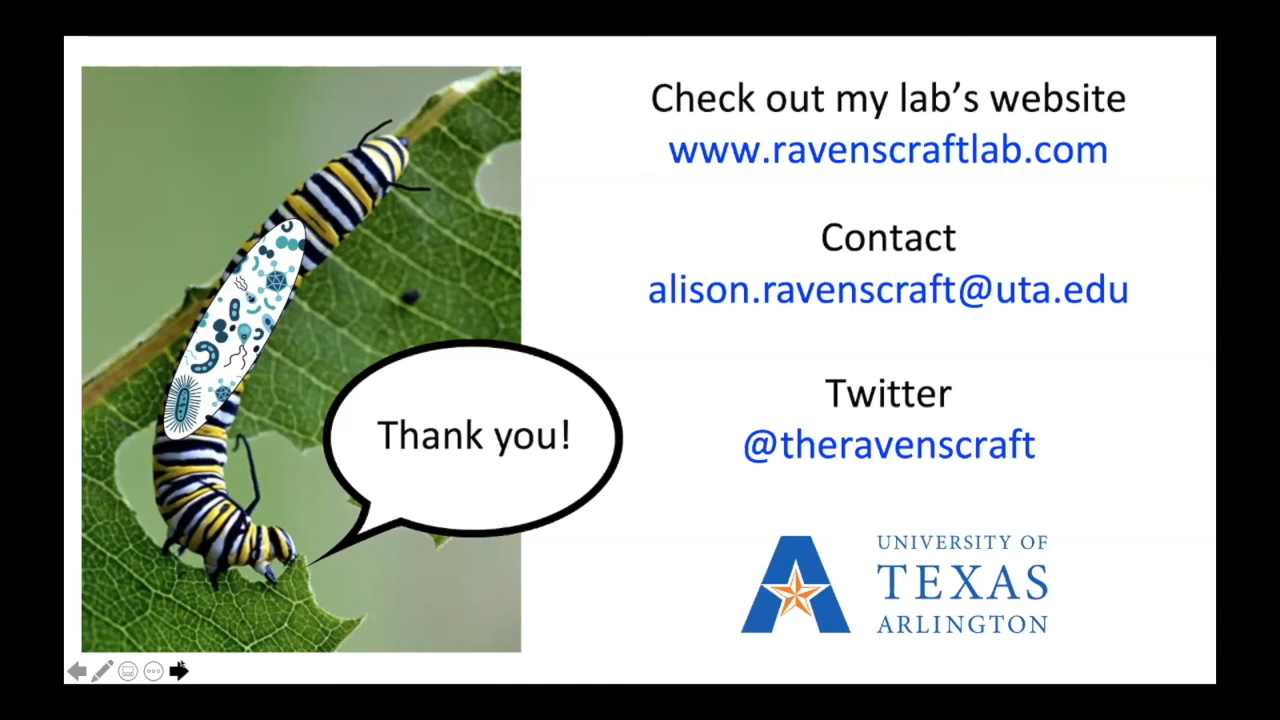 Check out my lab's website
www.ravenscraftlab.com
Contact
alison.ravenscraft@uta.edu
Twitter
@theravenscraft
Thank you!
UNIVERSITY OF
TEXAS
ARLINGTON